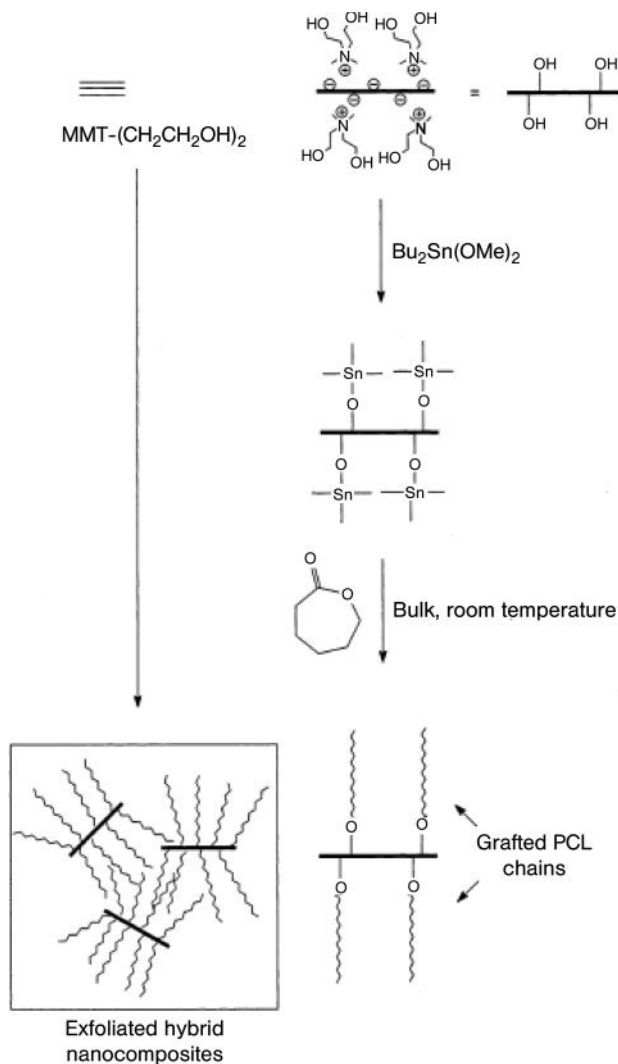 HO OH HO OH
N N
⊕ ⊕
⊖ ⊖ ⊖
⊖ ⊖
⊕ ⊕
N N
HO HO
OH OH
=
OH OH
OH OH
MMT-(CH₂CH₂OH)₂
Bu₂Sn(OMe)₂
Sn Sn
O O
O O
Sn Sn
O
O
Bulk, room temperature
O O
O O
Grafted PCL
chains
Exfoliated hybrid
nanocomposites